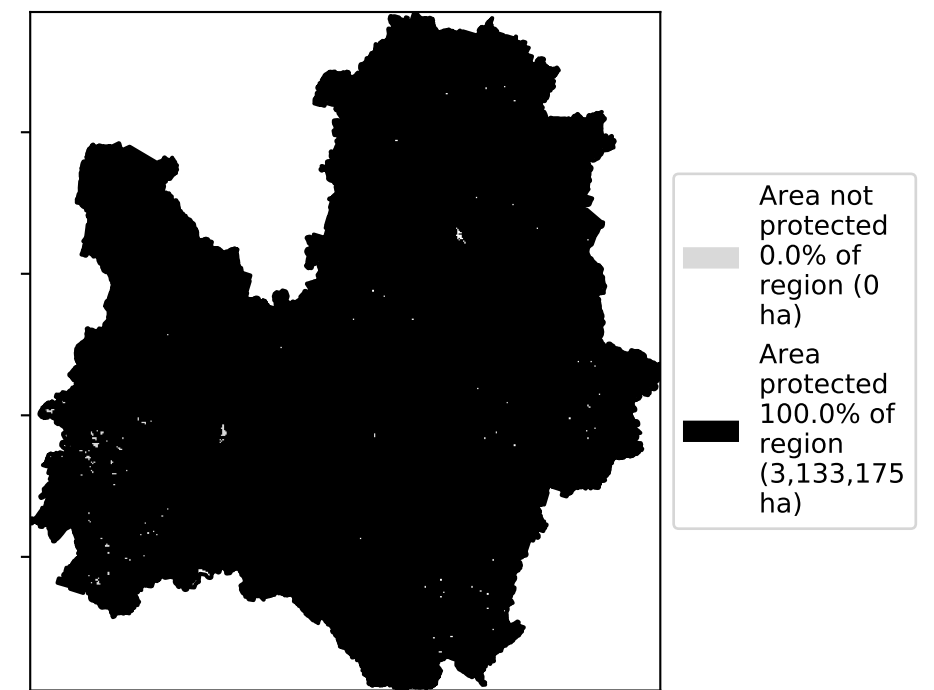 Area not
protected
0.0% of
region (0
ha)
Area
protected
100.0% of
region
(3,133,175
ha)